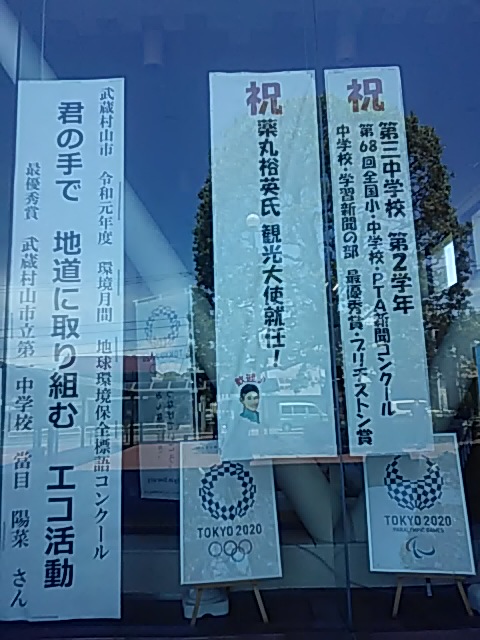 祝
第三中学校 第2学年
第68回全国小・中学校・PTA新聞コンクール
中学校・学習新聞の部 最優秀賞・ブリヂストン賞
祝
薬丸裕英氏 観光大使就任!
武蔵村山市 令和元年度 環境月間 地球環境保全標語コンクール
君の手で 地道に取り組む エコ活動
最優秀賞 武蔵村山市立第一中学校 當目 陽菜 さん
TOKYO 2020
TOKYO 2020
PARALYMPIC GAMES